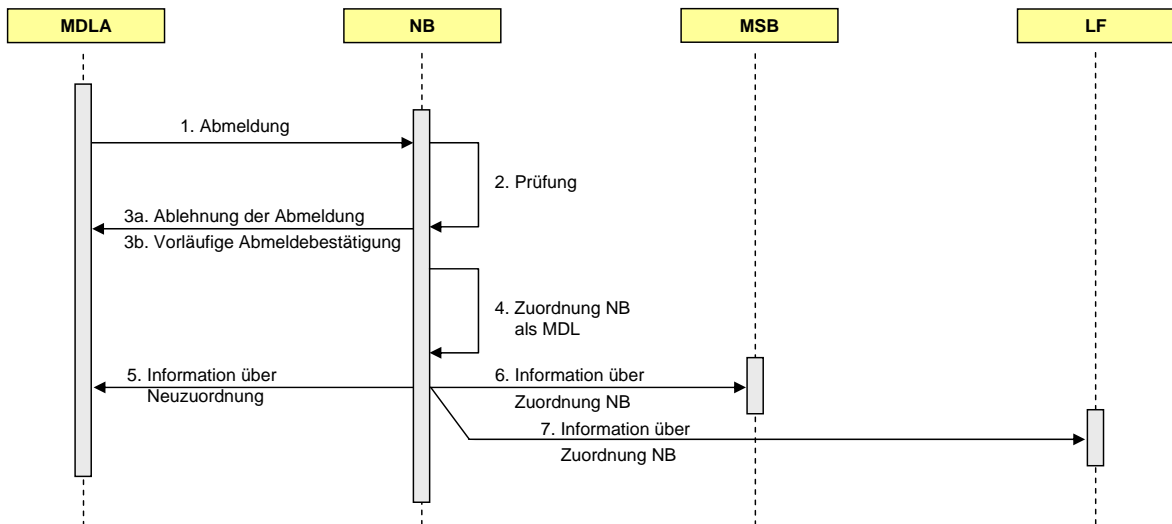 MDLA
NB
MSB
LF
1. Abmeldung
2. Prüfung
3a. Ablehnung der Abmeldung
3b. Vorläufige Abmeldebestätigung
4. Zuordnung NB
als MDL
5. Information über
Neuzuordnung
6. Information über
Zuordnung NB
7. Information über
Zuordnung NB